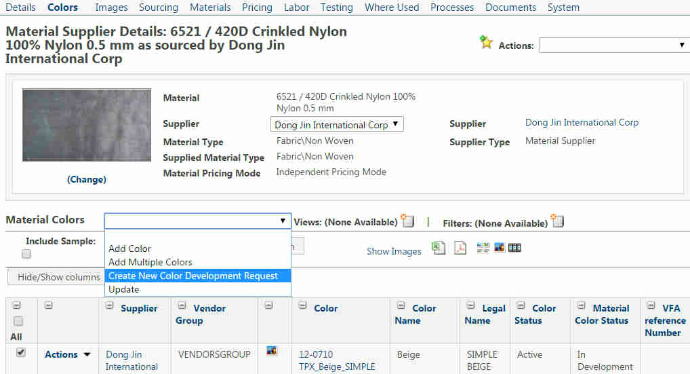 Details Colors Images Sourcing Materials Pricing Labor Testing Where Used Processes Documents System
Material Supplier Details: 6521 / 420D Crinkled Nylon
100% Nylon 0.5 mm as sourced by Dong Jin
International Corp
Actions:
Material 6521 / 420D Crinkled Nylon 100%
Nylon 0.5 mm
Supplier Dong Jin International Corp Supplier Dong Jin International Corp
Material Type Fabric\Non Woven Supplier Type Material Supplier
Supplied Material Type Fabric\Non Woven
Material Pricing Mode Independent Pricing Mode
(Change)
Material Colors Views: (None Available) | Filters: (None Available)
Include Sample:
Add Color
Add Multiple Colors
Create New Color Development Request
Update
Show Images
Hide/Show columns
All
Supplier
Vendor
Group
Color
Color
Name
Legal
Name
Color
Status
Material
Color Status
VFA
reference
Number
Actions
Dong Jin
International
VENDORSGROUP
12-0710
TPX_Beige_SIMPLE
Beige
SIMPLE
BEIGE
Active
In
Development